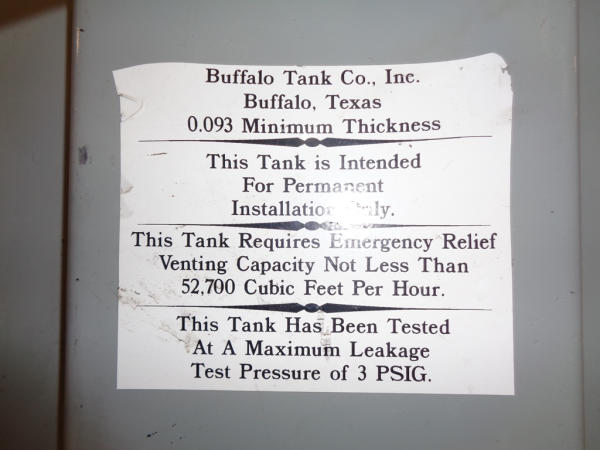 Buffalo Tank Co., Inc.
Buffalo, Texas
0.093 Minimum Thickness
This Tank is Intended
For Permanent
Installation Only.
This Tank Requires Emergency Relief
Venting Capacity Not Less Than
52,700 Cubic Feet Per Hour.
This Tank Has Been Tested
At A Maximum Leakage
Test Pressure of 3 PSIG.